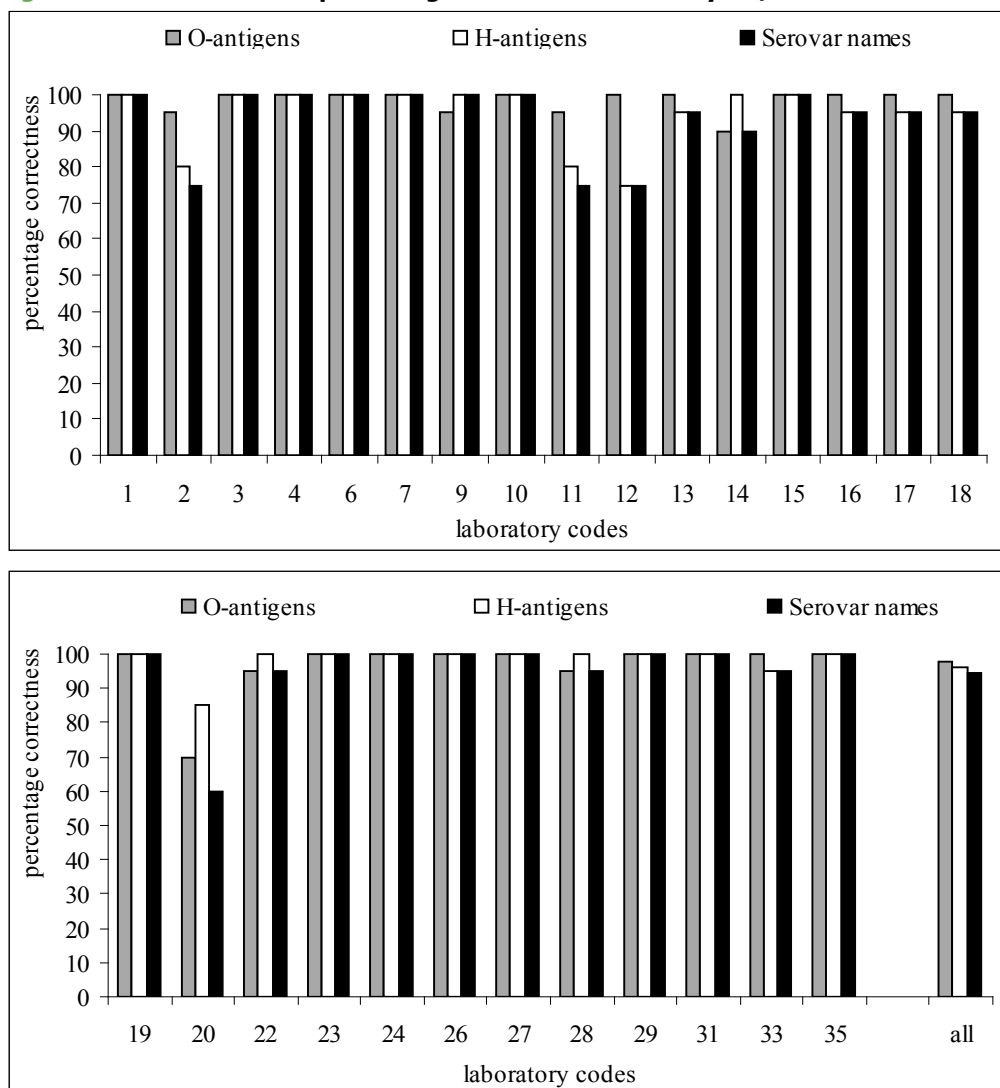 O-antigens H-antigens Serovar names
100
90
80
70
60
50
40
30
20
10
0
percentage correctness
1 2 3 4 6 7 9 10 11 12 13 14 15 16 17 18
laboratory codes
O-antigens H-antigens Serovar names
100
90
80
70
60
50
40
30
20
10
0
percentage correctness
19 20 22 23 24 26 27 28 29 31 33 35 all
laboratory codes